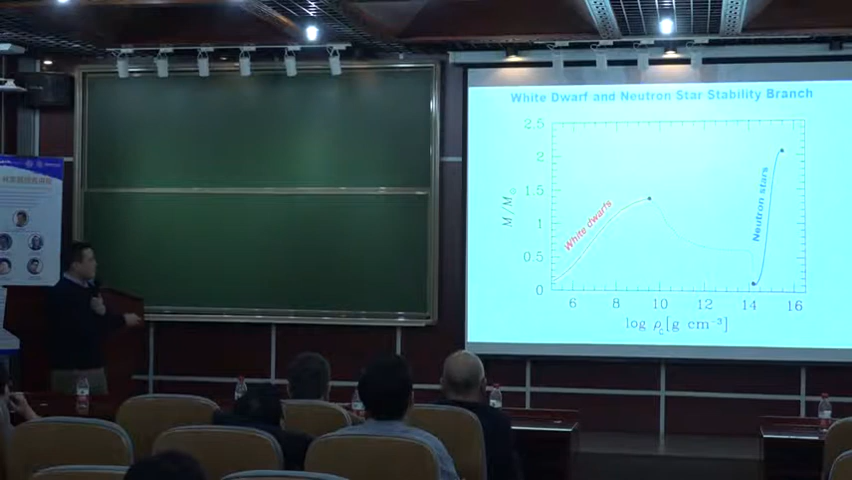 White Dwarf and Neutron Star Stability Branch
2.5
2
1.5
1
0.5
0
M/M☉
White dwarfs
Neutron stars
6 8 10 12 14 16
log ρc[g cm⁻³]